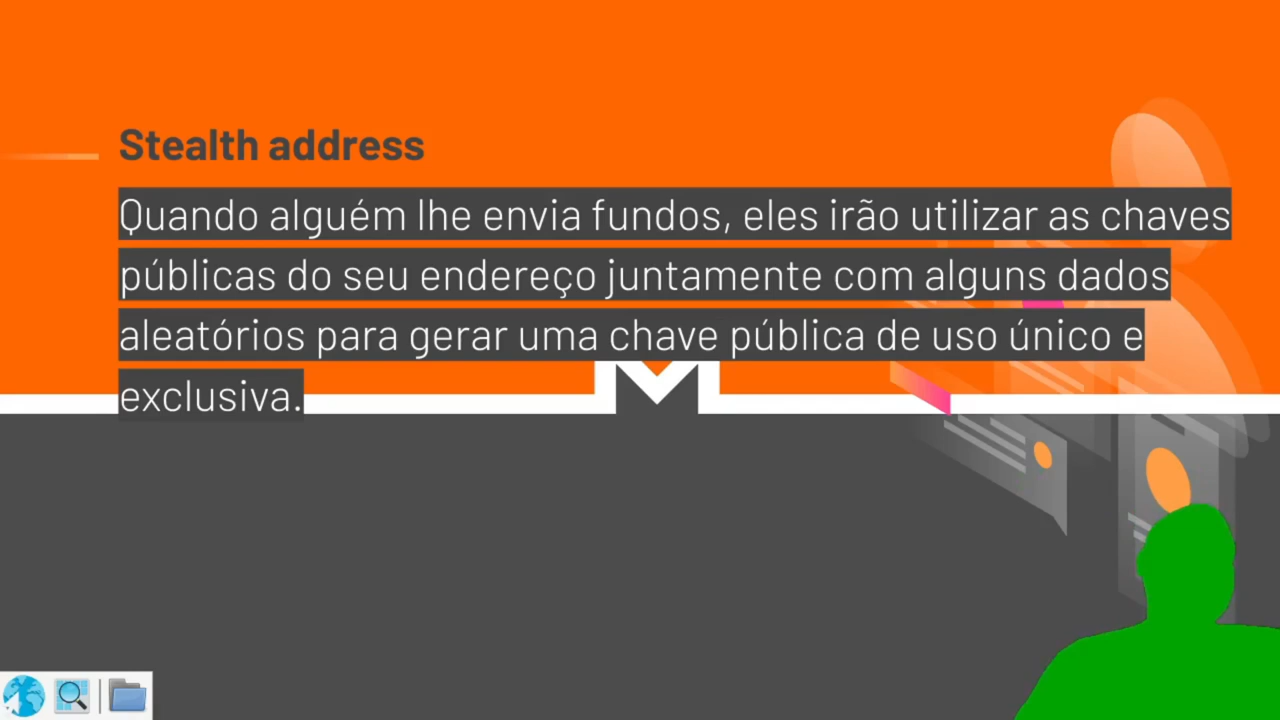 Stealth address
Quando alguém lhe envia fundos, eles irão utilizar as chaves
públicas do seu endereço juntamente com alguns dados
aleatórios para gerar uma chave pública de uso único e
exclusiva.